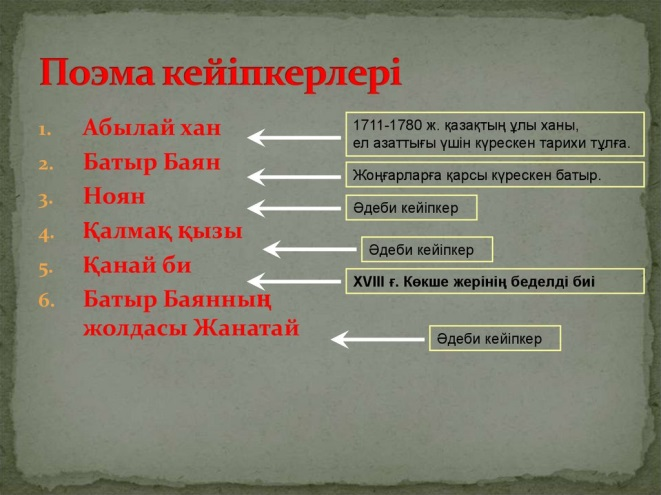 Поэма кейіпкерлері
1. Абылай хан
1711-1780 ж. қазақтың ұлы ханы,
ел азаттығы үшін күрескен тарихи тұлға.
2. Батыр Баян
Жоңғарларға қарсы күрескен батыр.
3. Ноян
Әдеби кейіпкер
4. Қалмақ қызы
Әдеби кейіпкер
5. Қанай би
XVIII ғ. Көкше жерінің беделді биі
6. Батыр Баянның
жолдасы Жанатай
Әдеби кейіпкер